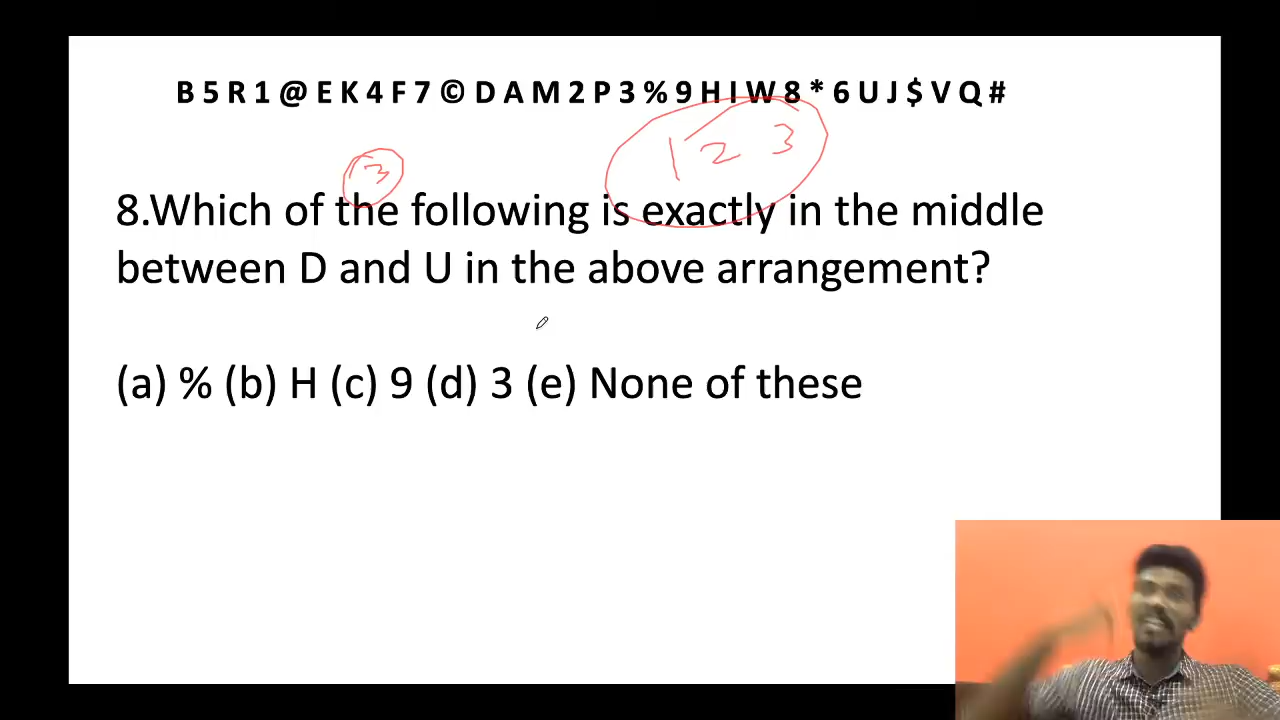 B 5 R 1 @ E K 4 F 7 © D A M 2 P 3 % 9 H I W 8 * 6 U J $ V Q #
1 2 3
3
8.Which of the following is exactly in the middle
between D and U in the above arrangement?
(a) % (b) H (c) 9 (d) 3 (e) None of these